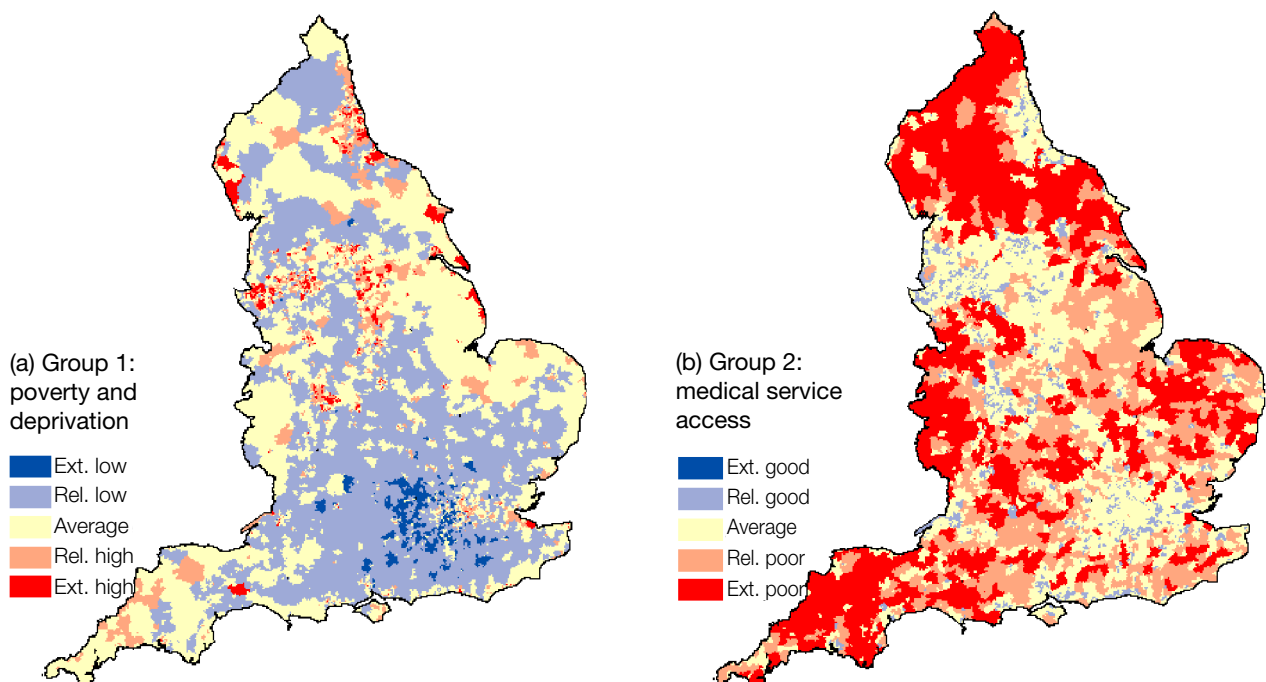 (a) Group 1:
poverty and
deprivation
Ext. low
Rel. low
Average
Rel. high
Ext. high
(b) Group 2:
medical service
access
Ext. good
Rel. good
Average
Rel. poor
Ext. poor